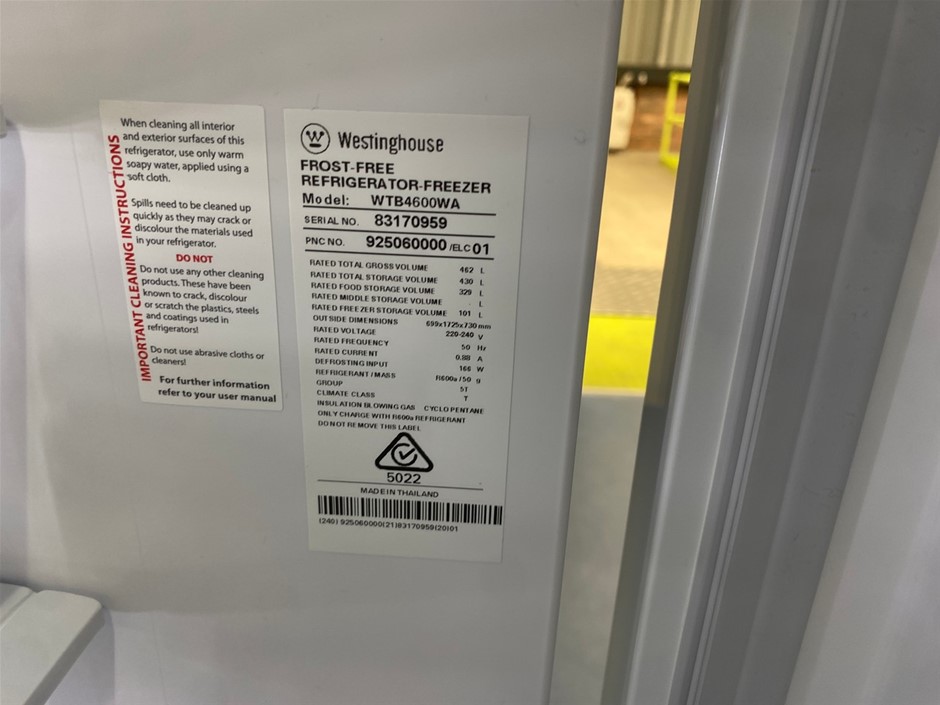 IMPORTANT CLEANING INSTRUCTIONS
When cleaning all interior
and exterior surfaces of this
refrigerator, use only warm
soapy water, applied using a
soft cloth.
Spills need to be cleaned up
quickly as they may crack or
discolour the materials used
in your refrigerator.
DO NOT
Do not use any other cleaning
products. These have been
known to crack, discolour
or scratch the plastics, steels
and coatings used in
refrigerators!
Do not use abrasive cloths or
cleaners!
For further information
refer to your user manual
W Westinghouse
FROST-FREE
REFRIGERATOR-FREEZER
Model: WTB4600WA
SERIAL NO. 83170959
PNC NO. 925060000 /ELC 01
RATED TOTAL GROSS VOLUME 462 L
RATED TOTAL STORAGE VOLUME 430 L
RATED FOOD STORAGE VOLUME 329 L
RATED MIDDLE STORAGE VOLUME . L
RATED FREEZER STORAGE VOLUME 101 L
OUTSIDE DIMENSIONS 699x1725x730 mm
RATED VOLTAGE 220-240 V
RATED FREQUENCY 50 Hz
RATED CURRENT 0.88 A
DEFROSTING INPUT 166 W
REFRIGERANT / MASS R600a / 50 g
GROUP 5T
CLIMATE CLASS T
INSULATION BLOWING GAS CYCLO PENTANE
ONLY CHARGE WITH R600a REFRIGERANT
DO NOT REMOVE THIS LABEL
5022
MADE IN THAILAND
(240) 925060000(21)83170959(20)01